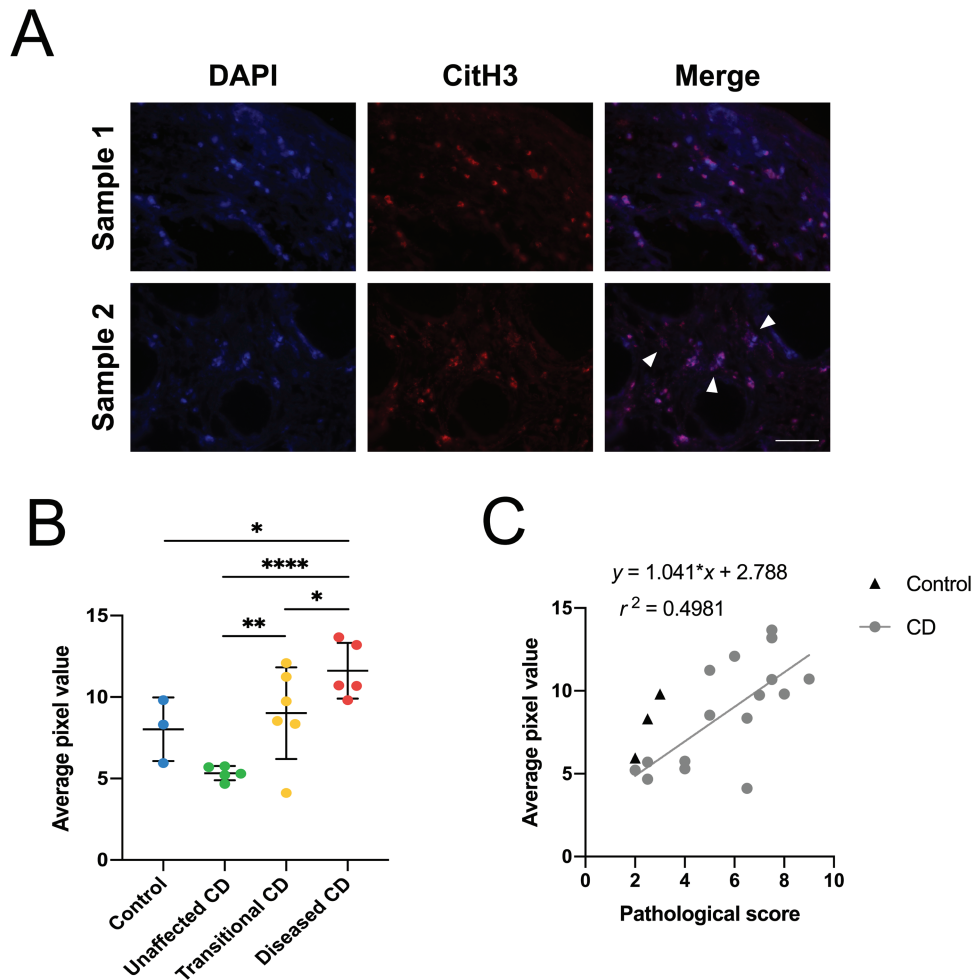 A
DAPI CitH3 Merge
Sample 1
Sample 2
B
*
****
*
**
Average pixel value
15
10
5
0
Control
Unaffected CD
Transitional CD
Diseased CD
C
y = 1.041*x + 2.788
r² = 0.4981
Control
CD
Average pixel value
15
10
5
0
0 2 4 6 8 10
Pathological score